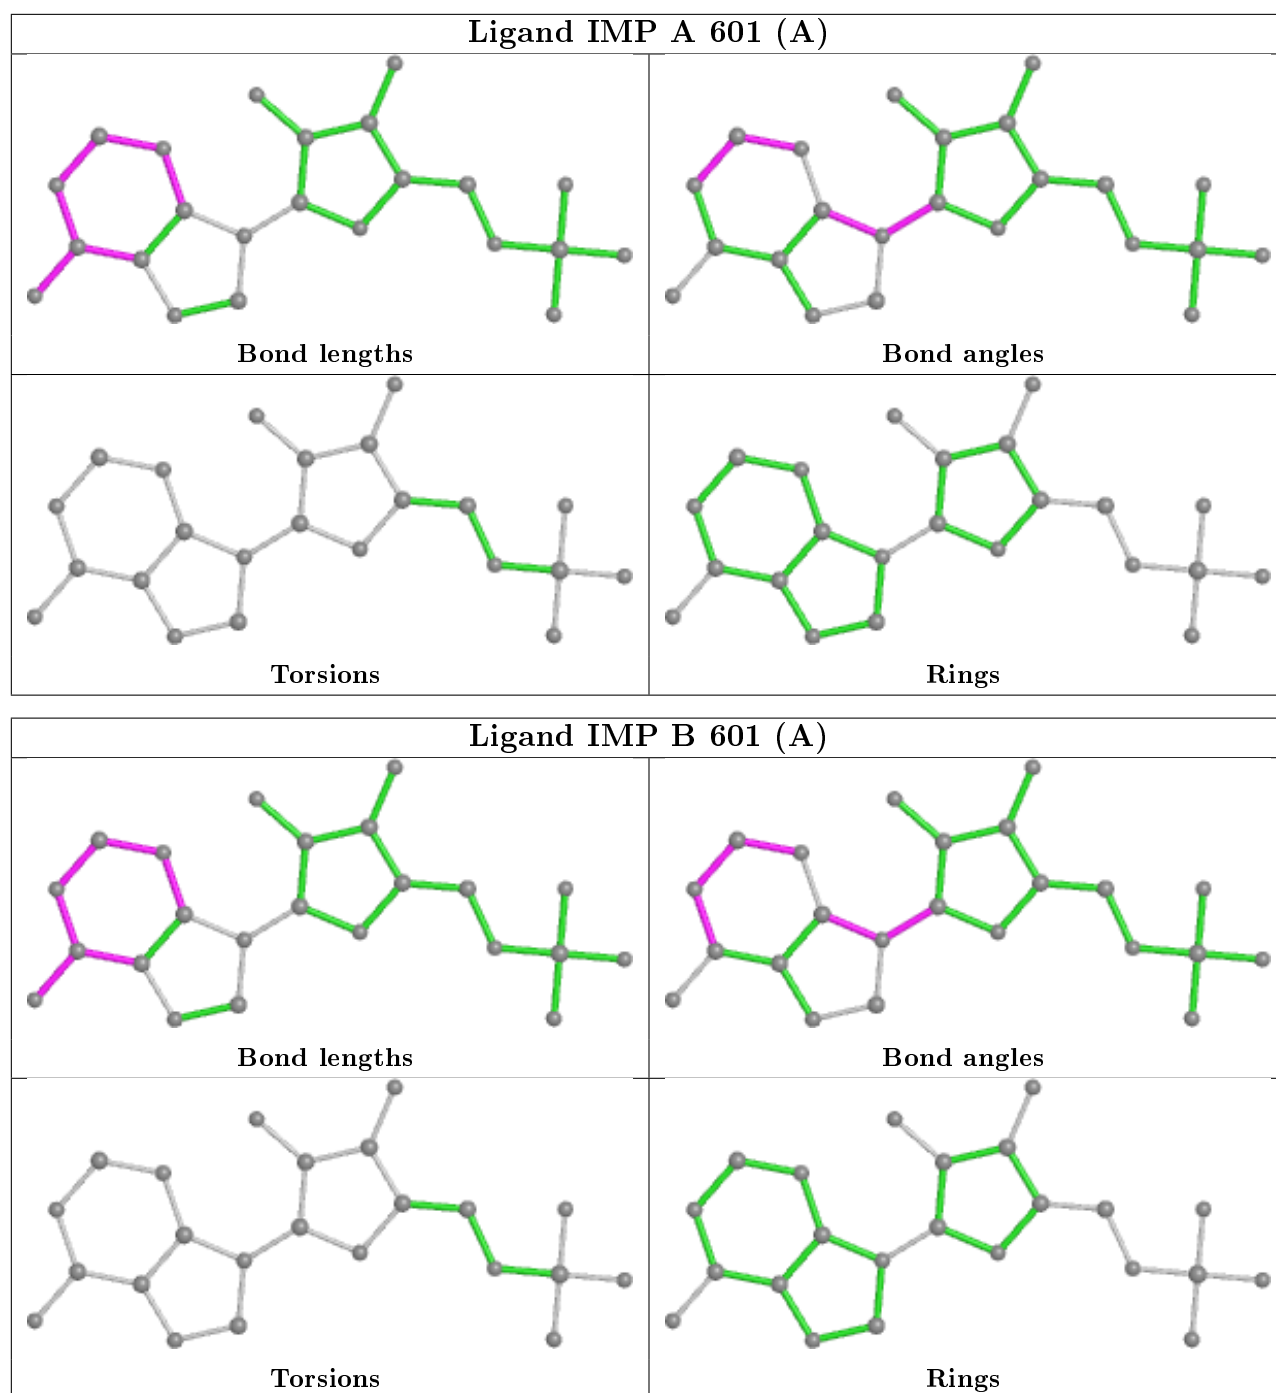 Ligand IMP A 601 (A)
Bond lengths
Bond angles
Torsions
Rings
Ligand IMP B 601 (A)
Bond lengths
Bond angles
Torsions
Rings